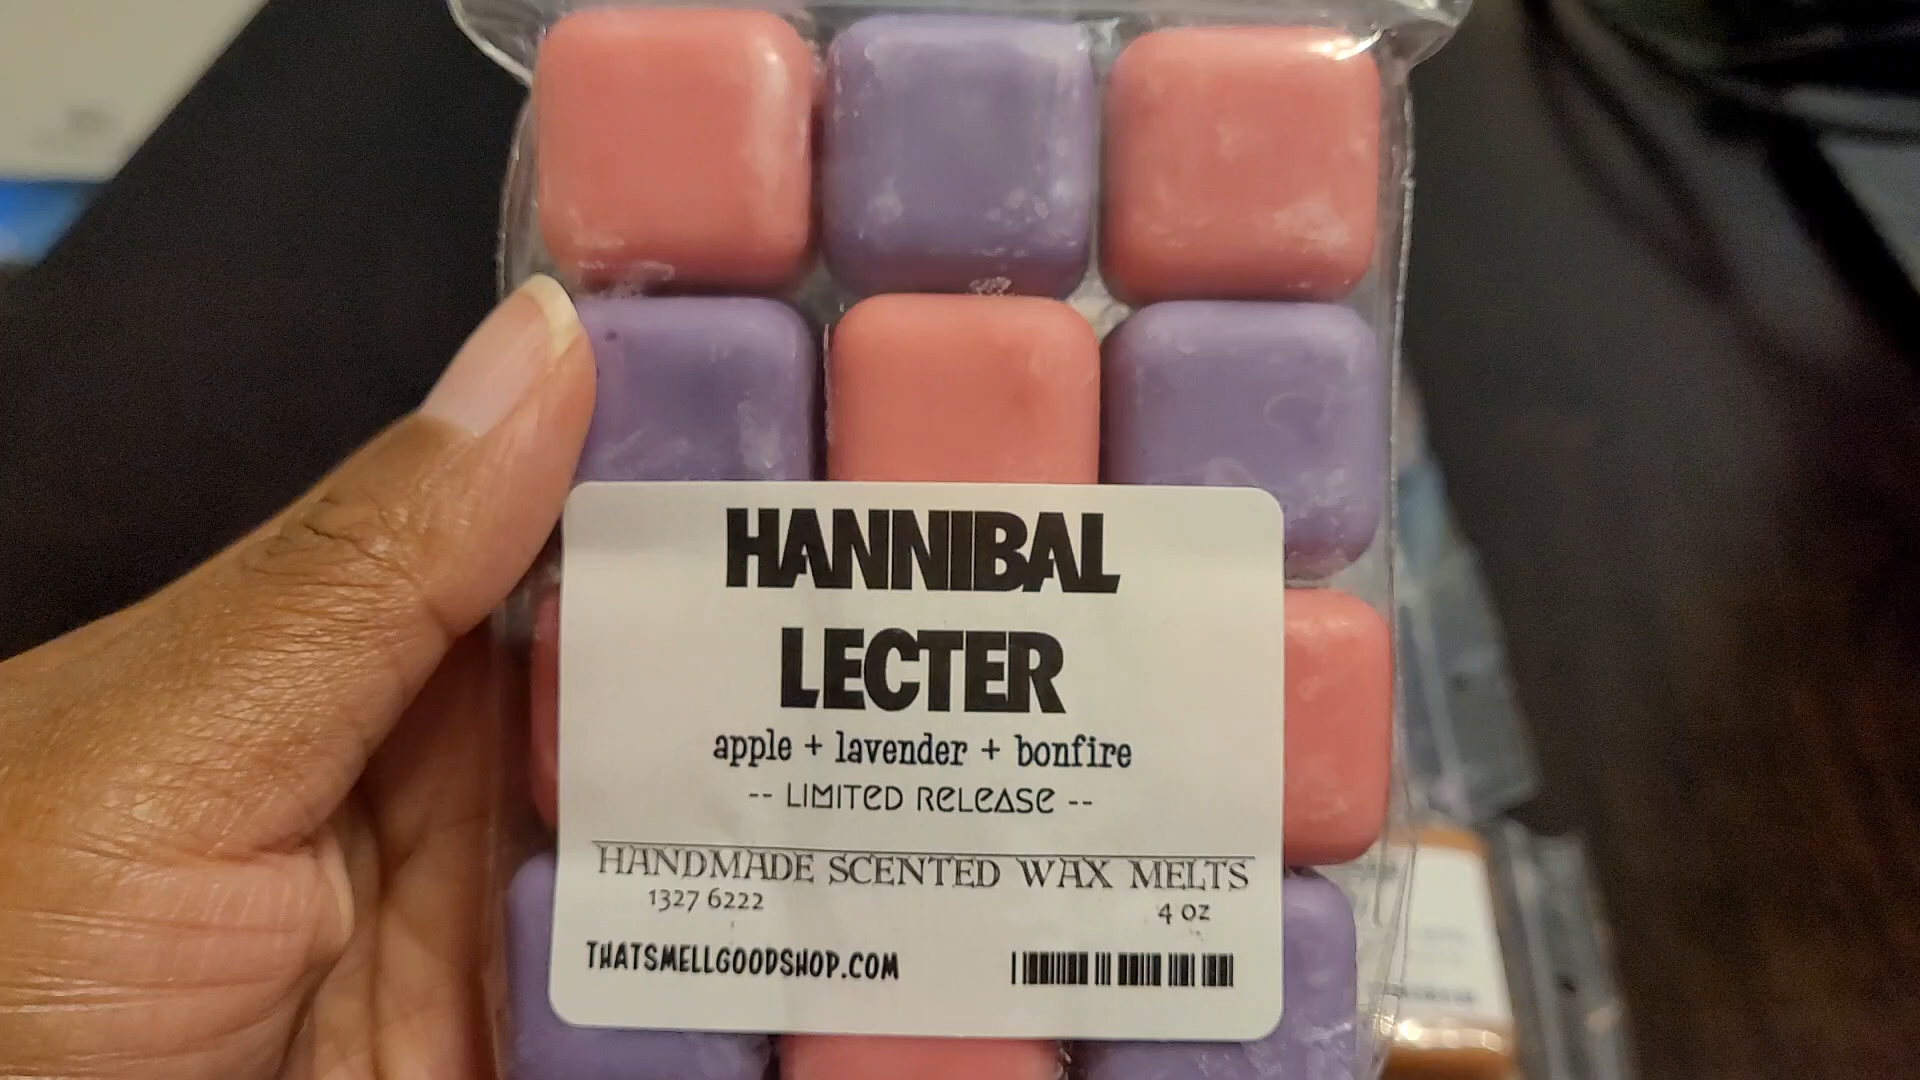 HANNIBAL
LECTER
apple + lavender + bonfire
-- LIMITED RELEASE --
HANDMADE SCENTED WAX MELTS
1327 6222
4 OZ
THATSMELLGOODSHOP.COM